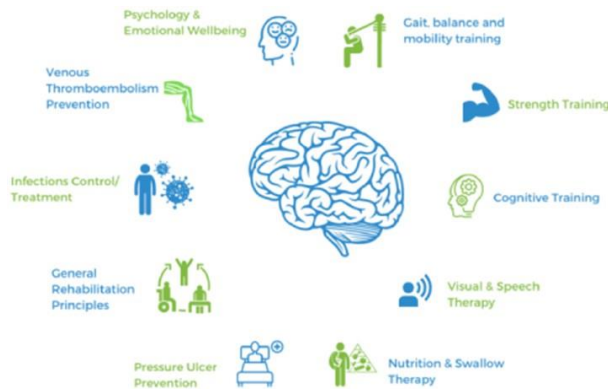 Psychology &
Emotional Wellbeing
Gait, balance and
mobility training
Venous
Thromboembolism
Prevention
Strength Training
Infections Control/
Treatment
Cognitive Training
General
Rehabilitation
Principles
Visual & Speech
Therapy
Pressure Ulcer
Prevention
Nutrition & Swallow
Therapy